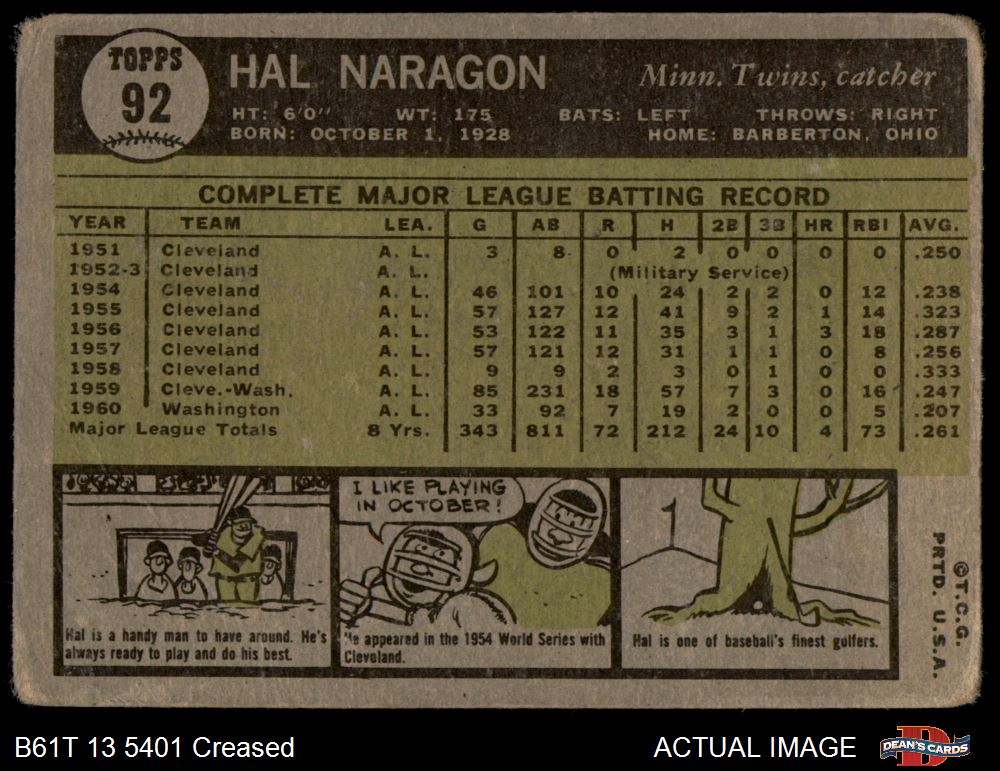 TOPPS
92
HAL NARAGON
Minn. Twins, catcher
HT: 6'0" WT: 175 BATS: LEFT THROWS: RIGHT
BORN: OCTOBER 1, 1928 HOME: BARBERTON, OHIO
COMPLETE MAJOR LEAGUE BATTING RECORD
YEAR TEAM LEA. G AB R H 2B 3B HR RBI AVG.
1951 Cleveland A. L. 3 8 0 2 0 0 0 0 .250
1952-3 Cleveland A. L. (Military Service)
1954 Cleveland A. L. 46 101 10 24 2 2 0 12 .238
1955 Cleveland A. L. 57 127 12 41 9 2 1 14 .323
1956 Cleveland A. L. 53 122 11 35 3 1 3 18 .287
1957 Cleveland A. L. 57 121 12 31 1 1 0 8 .256
1958 Cleveland A. L. 9 9 2 3 0 1 0 0 .333
1959 Cleve.-Wash. A. L. 85 231 18 57 7 3 0 16 .247
1960 Washington A. L. 33 92 7 19 2 0 0 5 .207
Major League Totals 8 Yrs. 343 811 72 212 24 10 4 73 .261
Hal is a handy man to have around. He's
always ready to play and do his best.
I LIKE PLAYING
IN OCTOBER!
He appeared in the 1954 World Series with
Cleveland.
1
Hal is one of baseball's finest golfers.
©T.C.G.
PRTD. U.S.A.
B61T 13 5401 Creased
ACTUAL IMAGE
DEAN'S CARDS